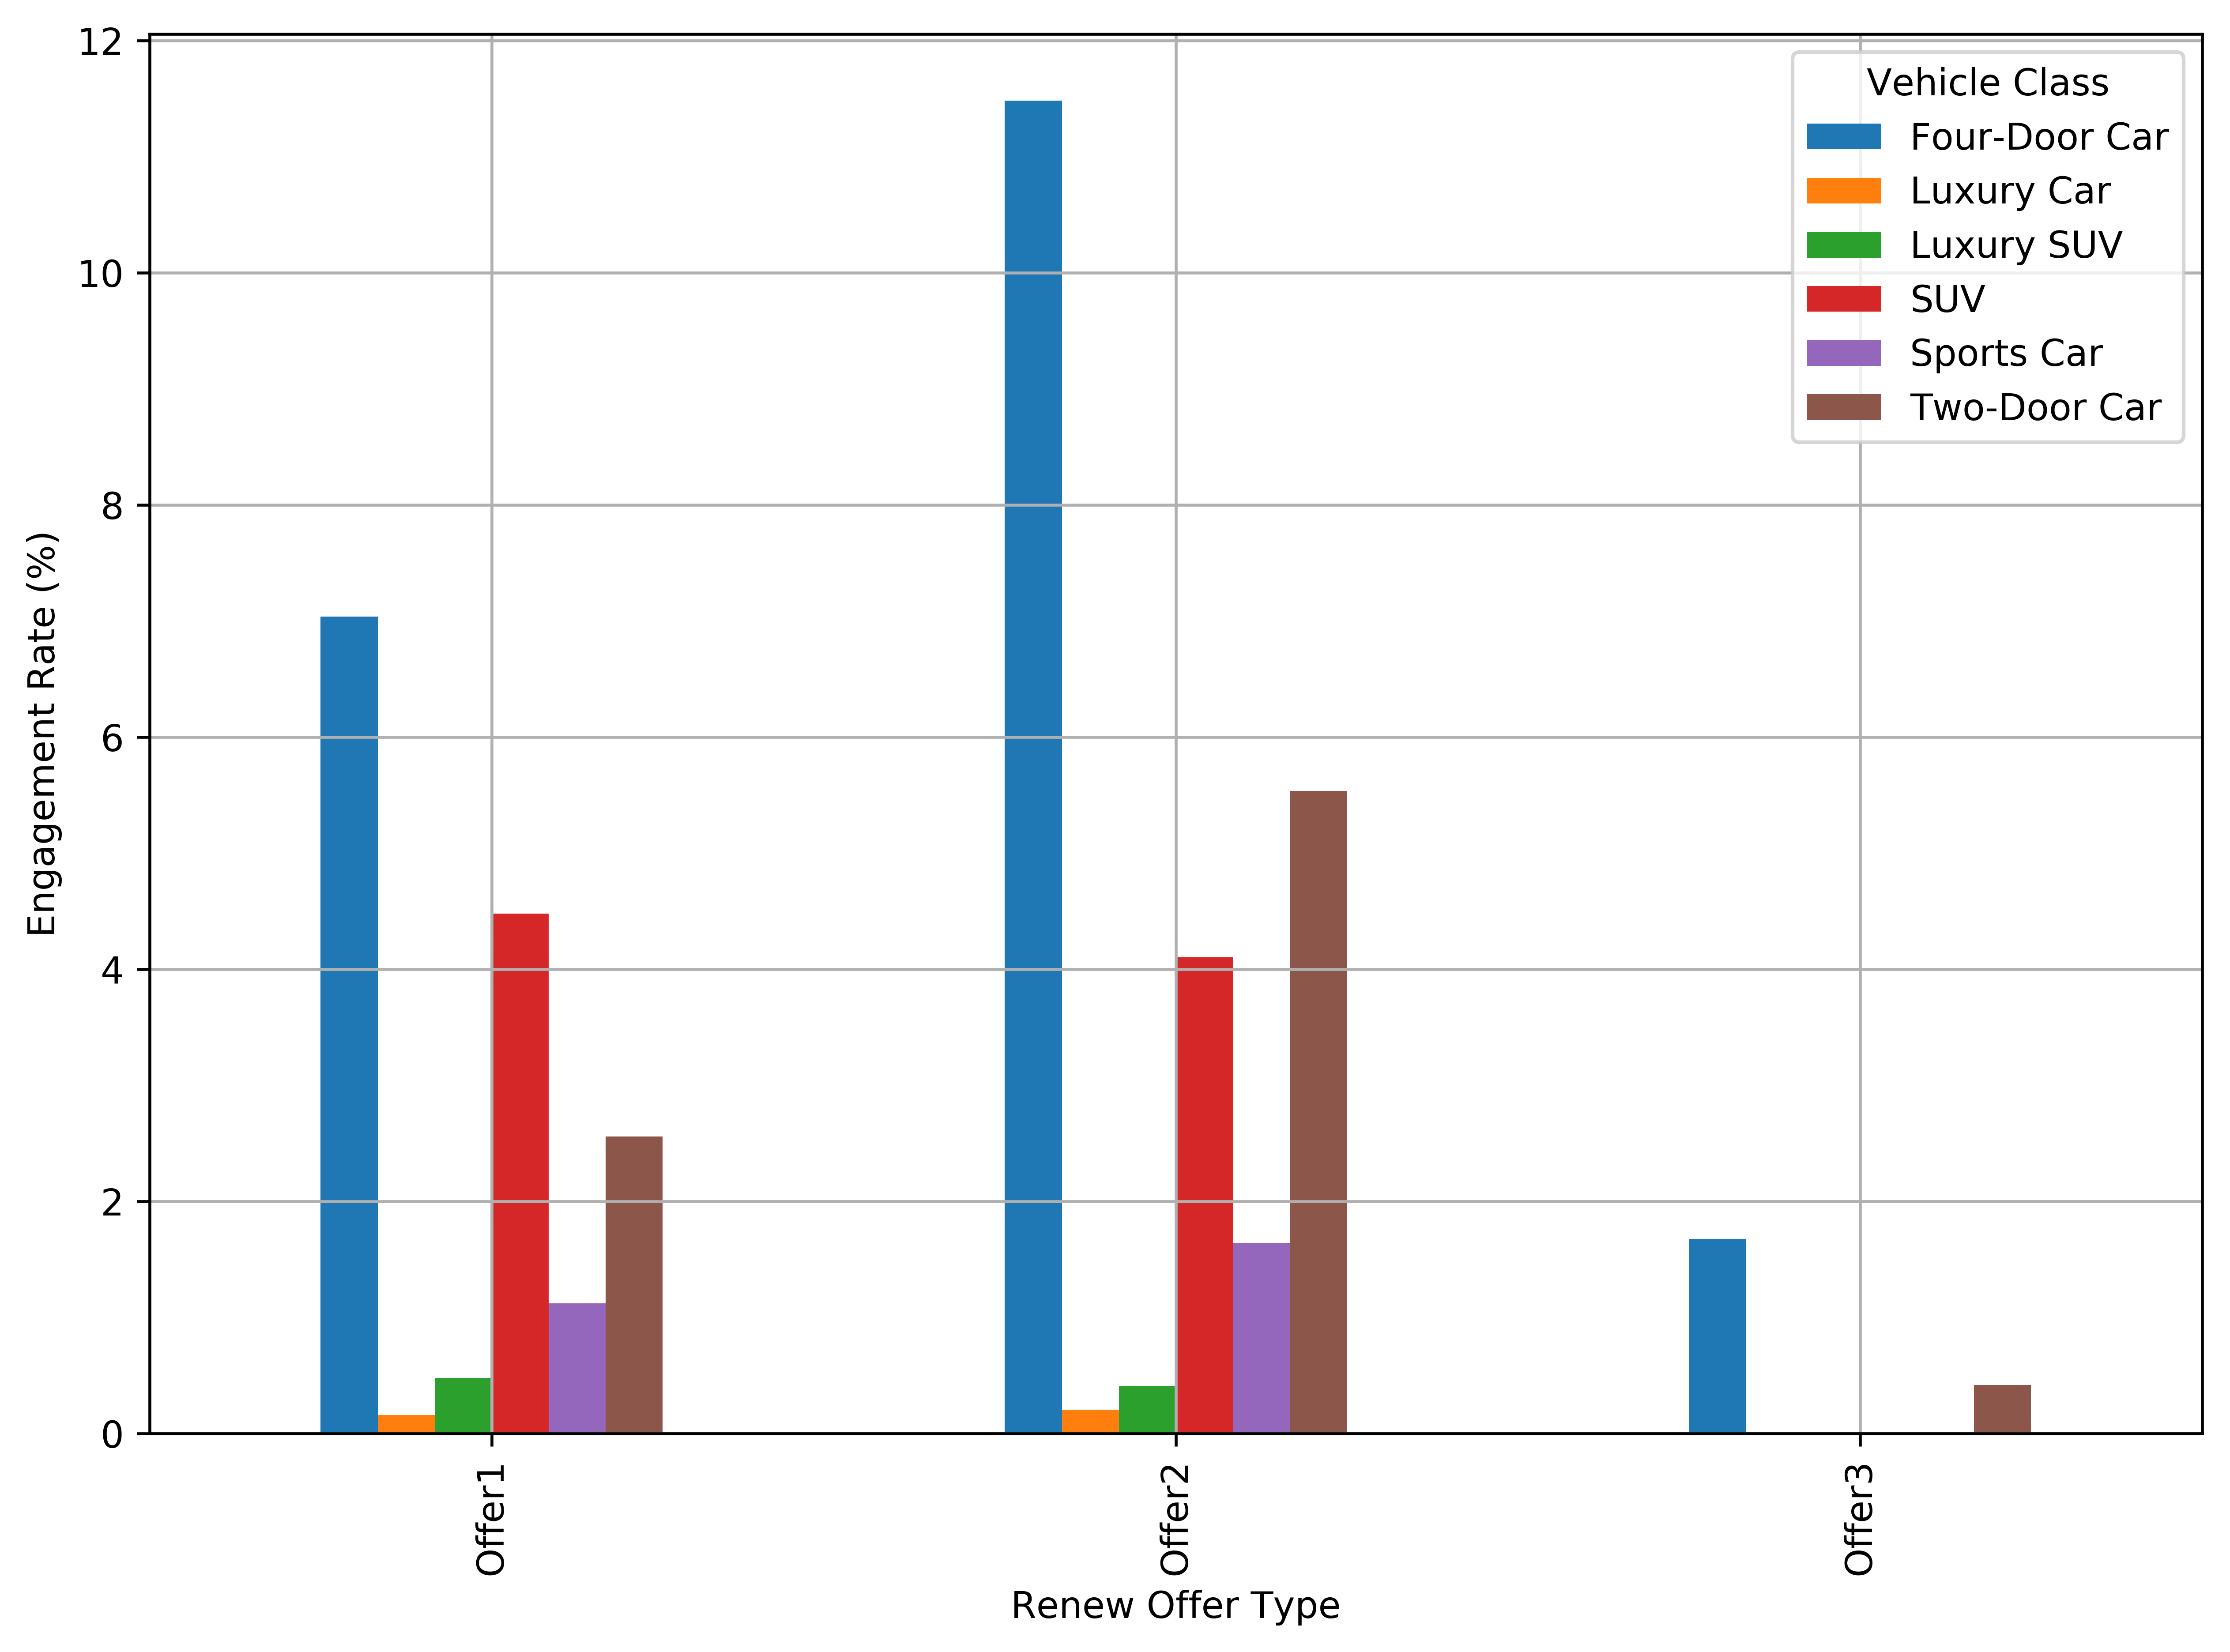 12
10
8
6
4
2
0
Engagement Rate (%)
Vehicle Class
Four-Door Car
Luxury Car
Luxury SUV
SUV
Sports Car
Two-Door Car
Offer1
Offer2
Offer3
Renew Offer Type